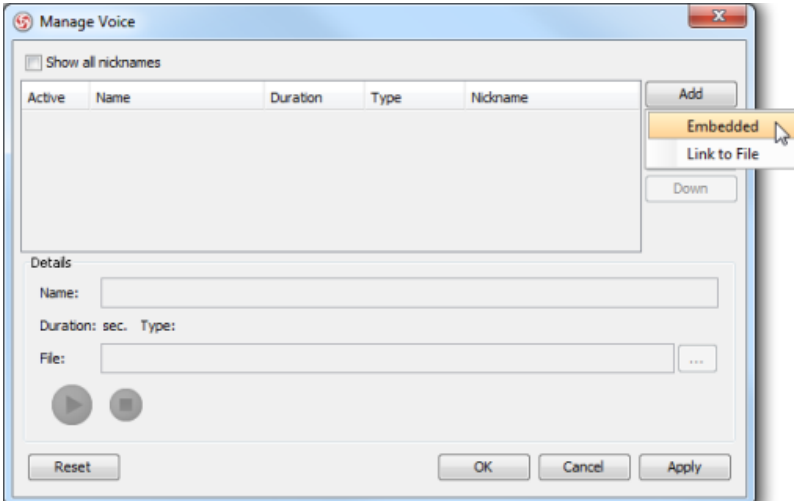 Manage Voice
Show all nicknames
Active Name Duration Type Nickname
Add
Embedded
Link to File
Down
Details
Name:
Duration: sec. Type:
File:
...
Reset OK Cancel Apply